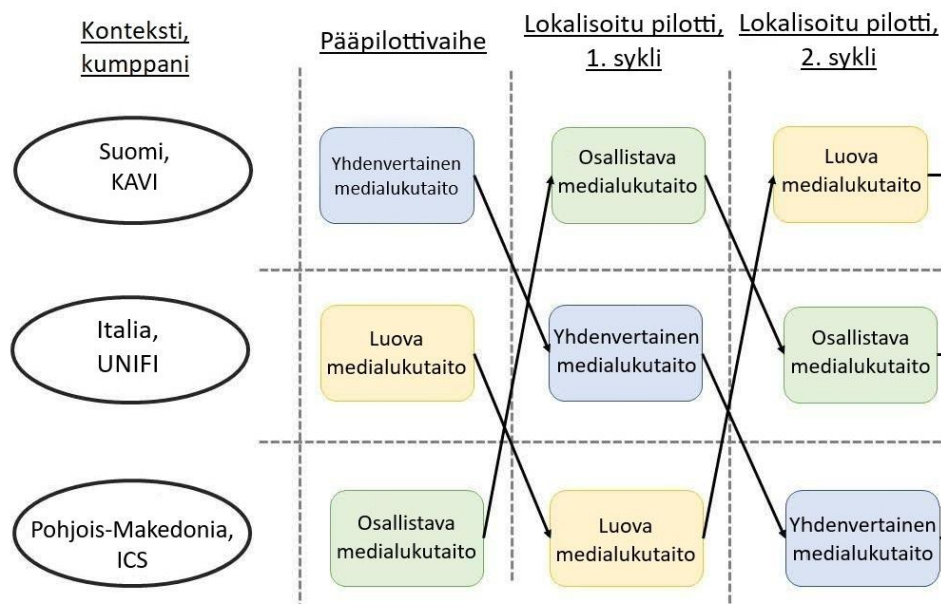 Konteksti,
kumppani
Pääpilottivaihe
Lokalisoitu pilotti,
1. sykli
Lokalisoitu pilotti,
2. sykli
Suomi,
KAVI
Yhdenvertainen
medialukutaito
Osallistava
medialukutaito
Luova
medialukutaito
Italia,
UNIFI
Luova
medialukutaito
Yhdenvertainen
medialukutaito
Osallistava
medialukutaito
Pohjois-Makedonia,
ICS
Osallistava
medialukutaito
Luova
medialukutaito
Yhdenvertainen
medialukutaito